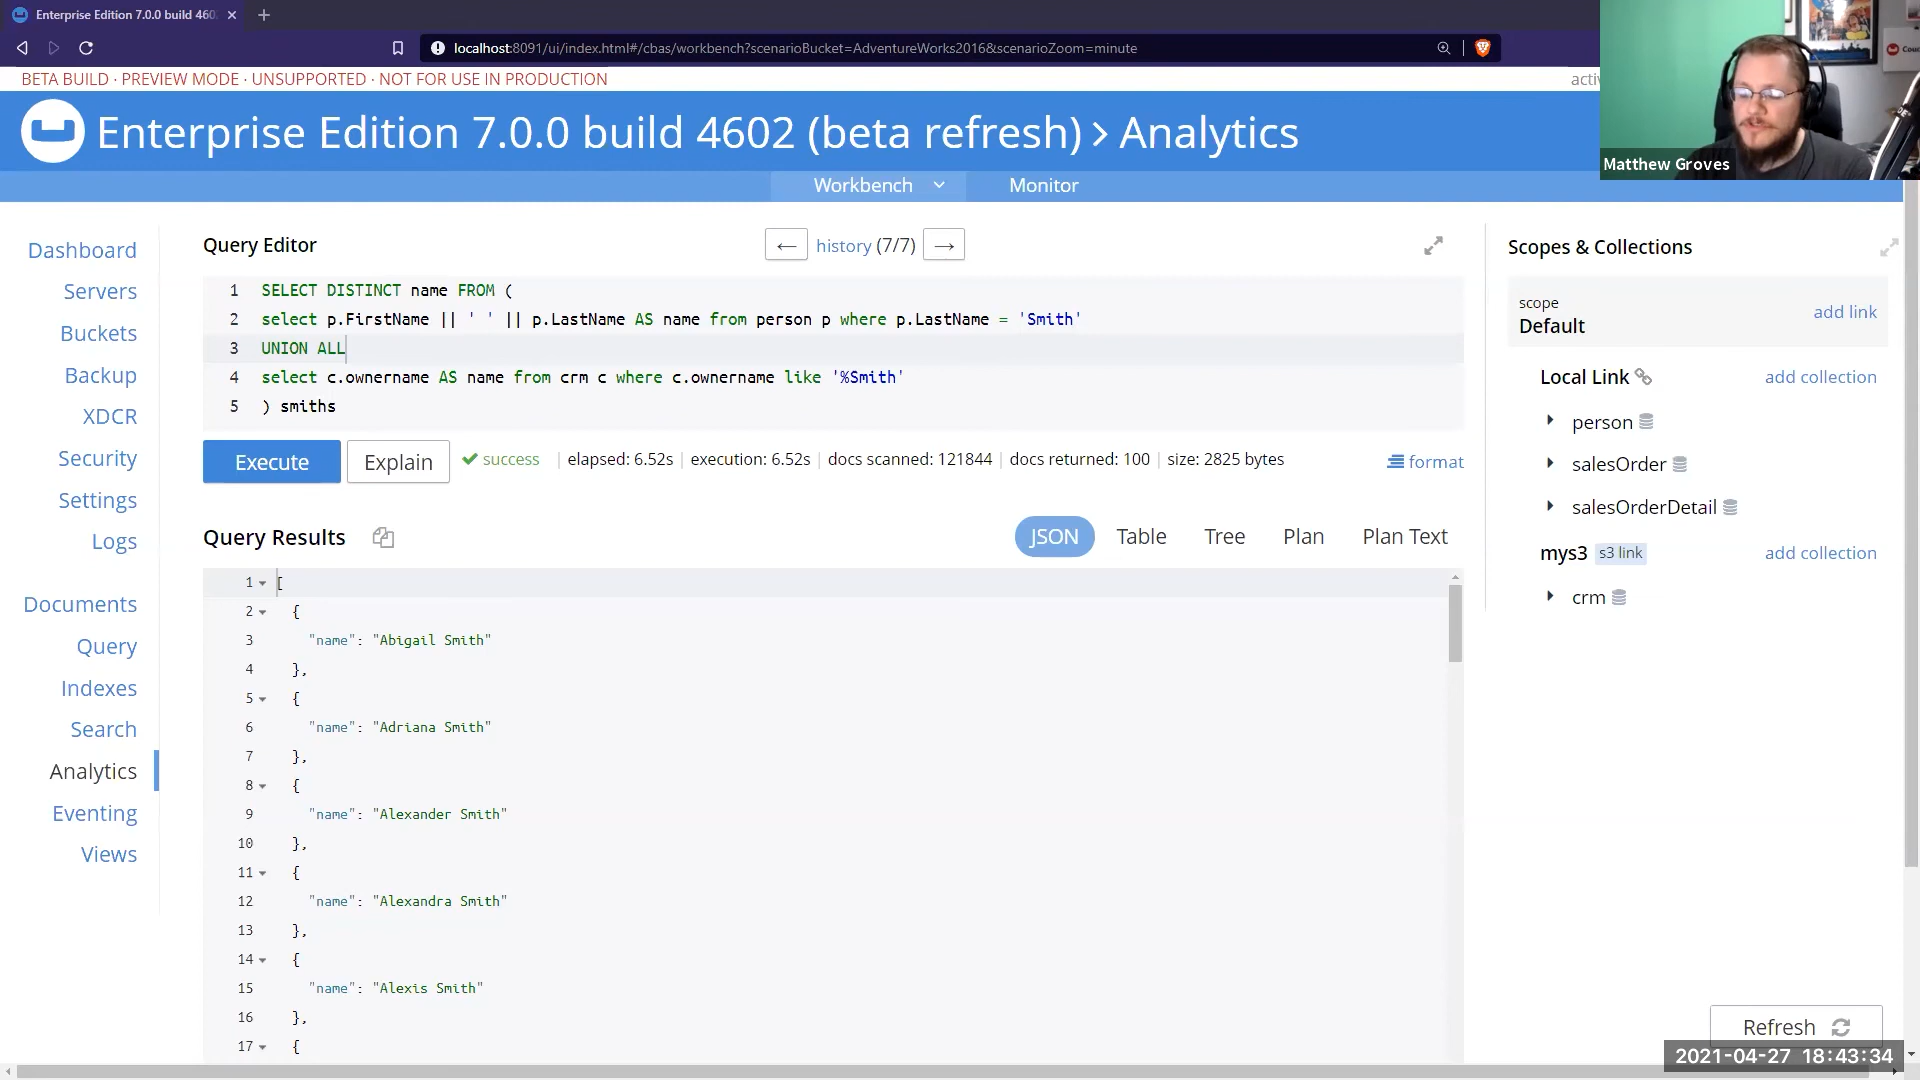 Enterprise Edition 7.0.0 build 460
localhost:8091/ui/index.html#/cbas/workbench?scenarioBucket=AdventureWorks2016&scenarioZoom=minute
BETA BUILD · PREVIEW MODE · UNSUPPORTED · NOT FOR USE IN PRODUCTION
activ
Enterprise Edition 7.0.0 build 4602 (beta refresh) › Analytics
Matthew Groves
Workbench
Monitor
Dashboard
Servers
Buckets
Backup
XDCR
Security
Settings
Logs
Documents
Query
Indexes
Search
Analytics
Eventing
Views
Query Editor
← history (7/7) →
1 SELECT DISTINCT name FROM (
2 select p.FirstName || ' ' || p.LastName AS name from person p where p.LastName = 'Smith'
3 UNION ALL
4 select c.ownername AS name from crm c where c.ownername like '%Smith'
5 ) smiths
Execute Explain success | elapsed: 6.52s | execution: 6.52s | docs scanned: 121844 | docs returned: 100 | size: 2825 bytes format
Query Results
JSON Table Tree Plan Plan Text
1 [
2 {
3 "name": "Abigail Smith"
4 },
5 {
6 "name": "Adriana Smith"
7 },
8 {
9 "name": "Alexander Smith"
10 },
11 {
12 "name": "Alexandra Smith"
13 },
14 {
15 "name": "Alexis Smith"
16 },
17 {
Scopes & Collections
scope
Default
add link
Local Link add collection
person
salesOrder
salesOrderDetail
mys3 s3 link add collection
crm
Refresh
2021-04-27 18:43:34